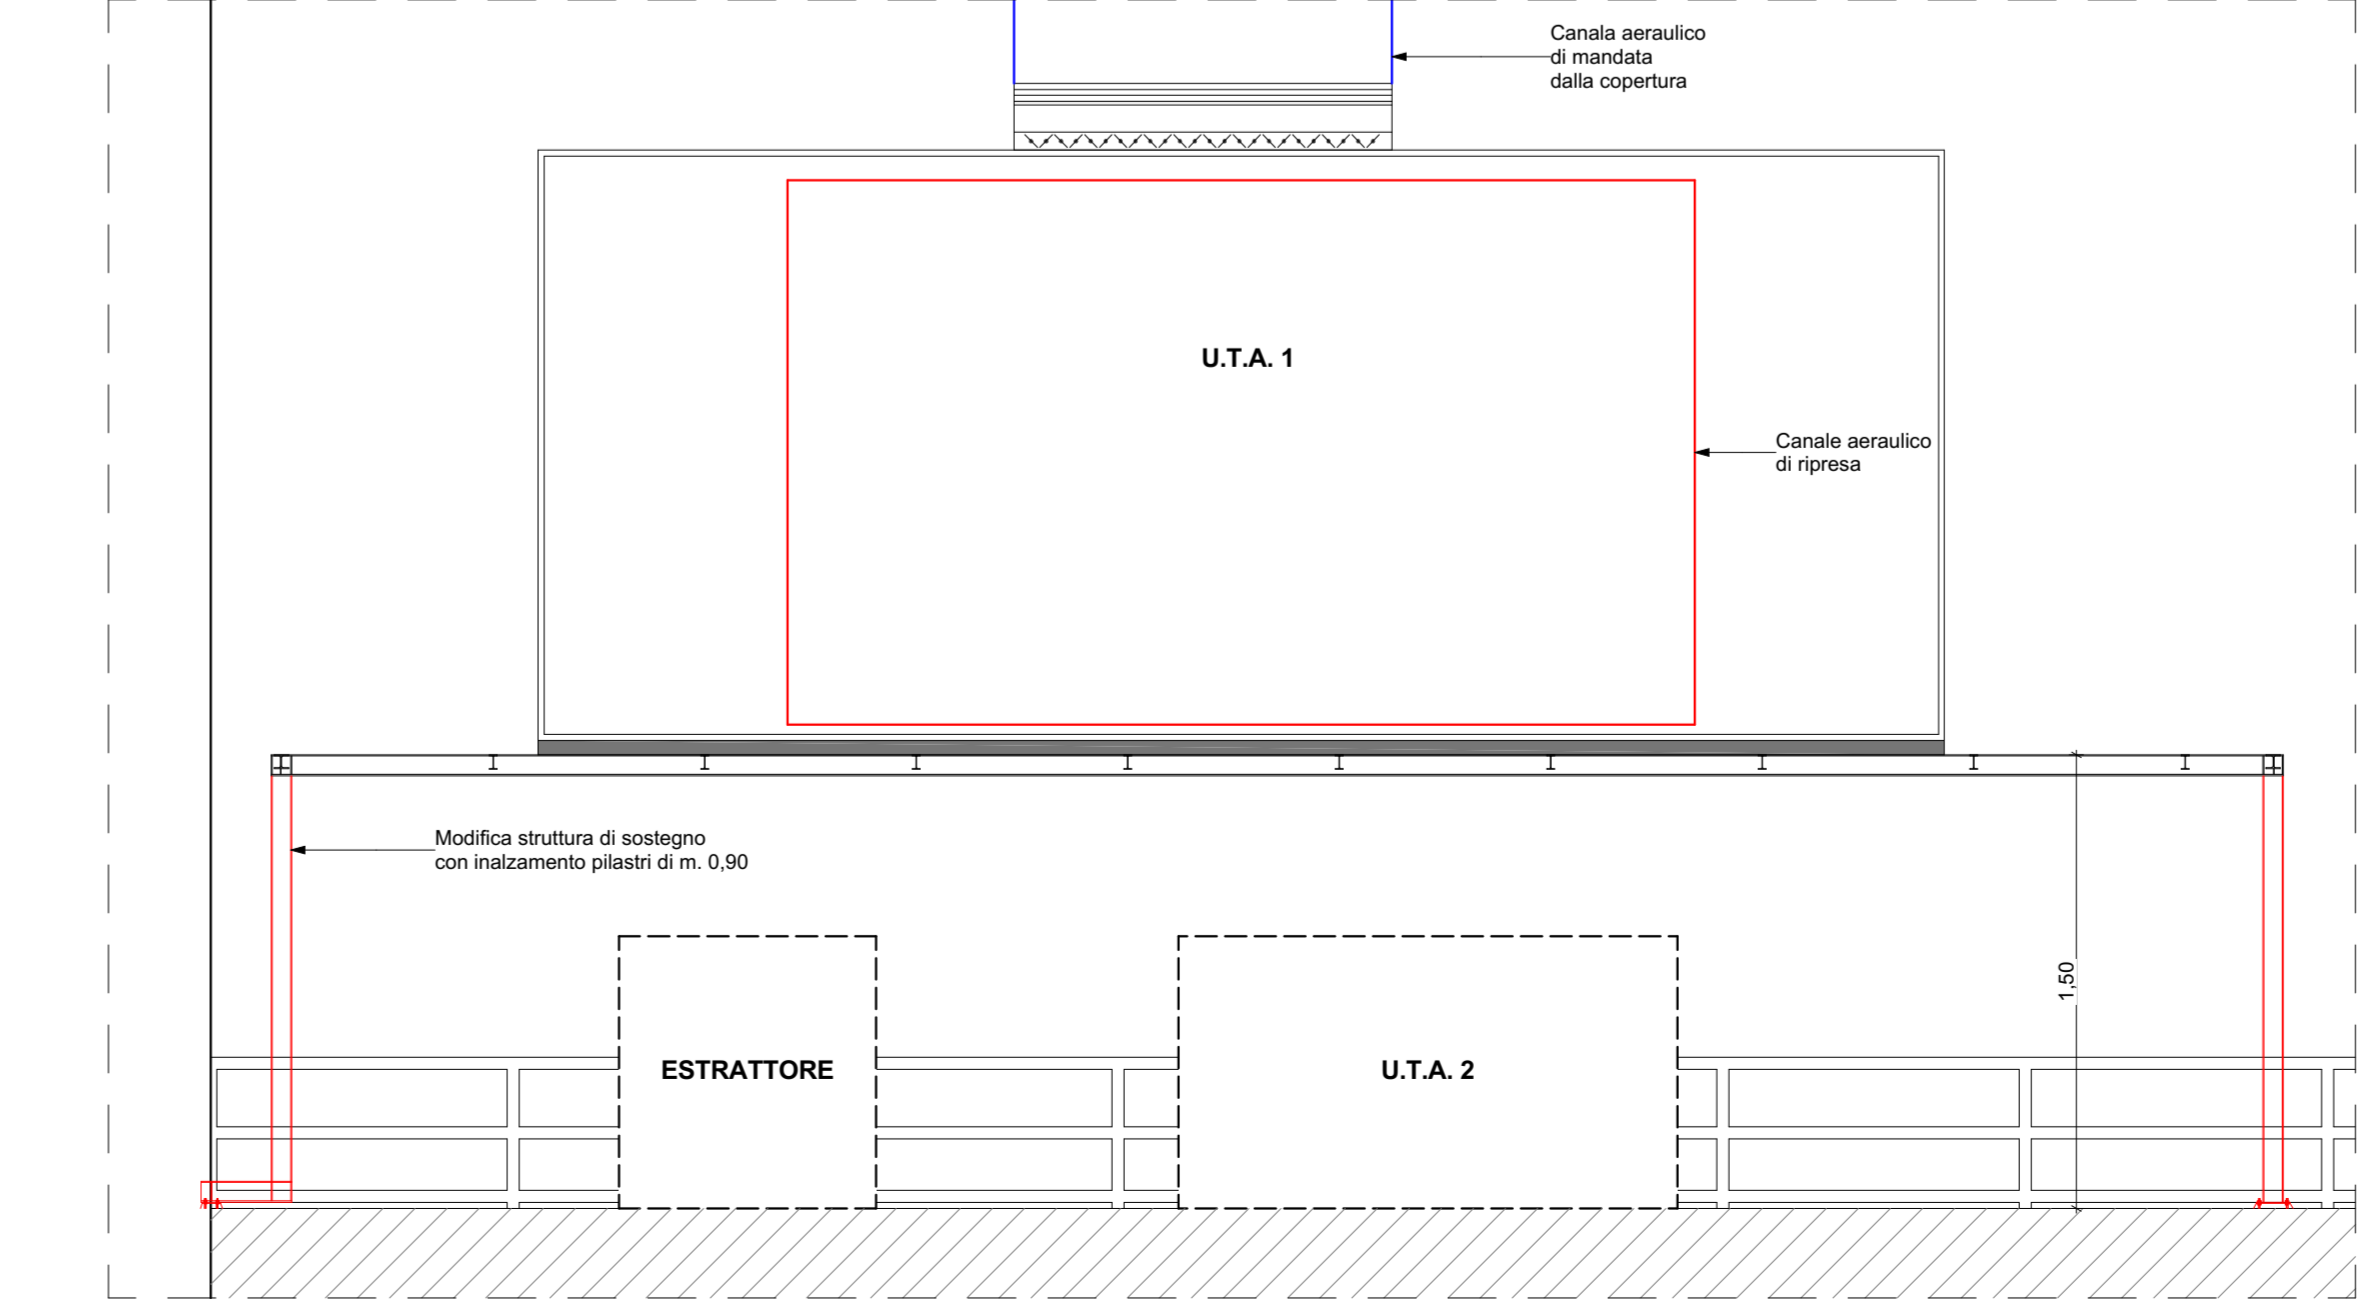 Canala aeraulico
di mandata
dalla copertura
U.T.A. 1
Canale aeraulico
di ripresa
Modifica struttura di sostegno
con inalzamento pilastri di m. 0,90
1,50
ESTRATTORE
U.T.A. 2